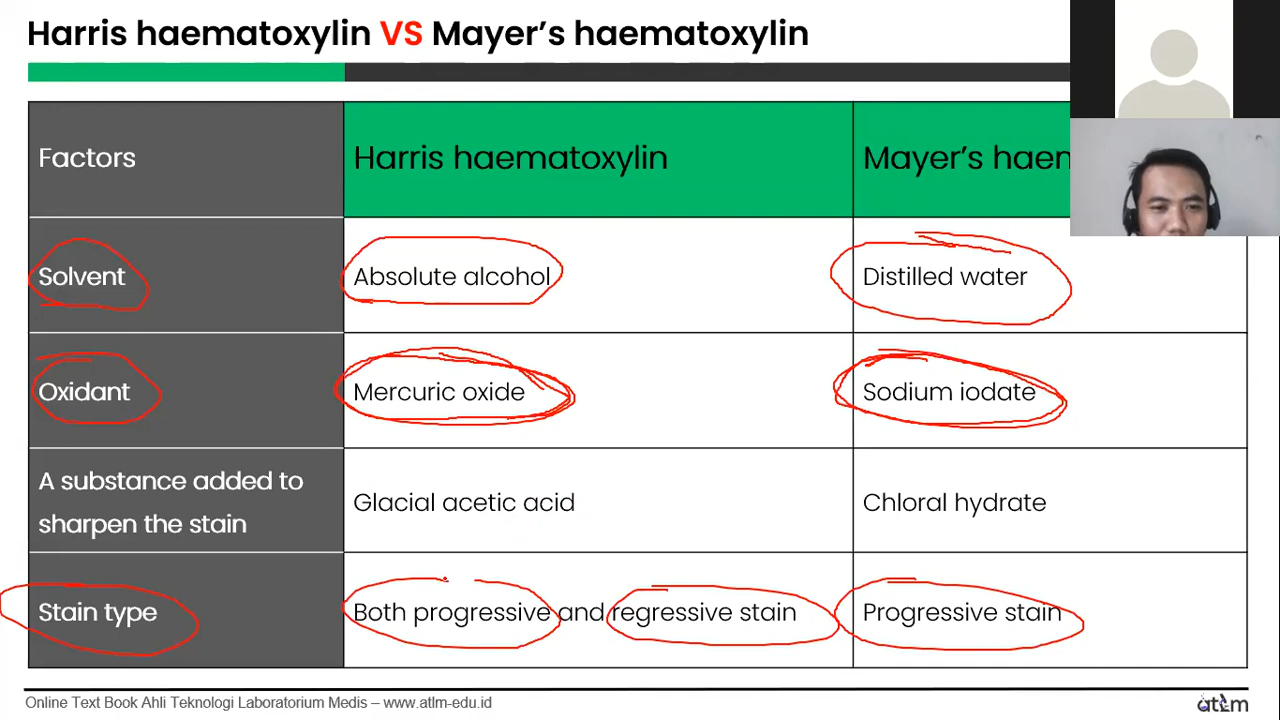 Harris haematoxylin VS Mayer's haematoxylin
Factors
Harris haematoxylin
Mayer's haem
Solvent
Absolute alcohol
Distilled water
Oxidant
Mercuric oxide
Sodium iodate
A substance added to
sharpen the stain
Glacial acetic acid
Chloral hydrate
Stain type
Both progressive and regressive stain
Progressive stain
Online Text Book Ahli Teknologi Laboratorium Medis – www.atlm-edu.id
atlm